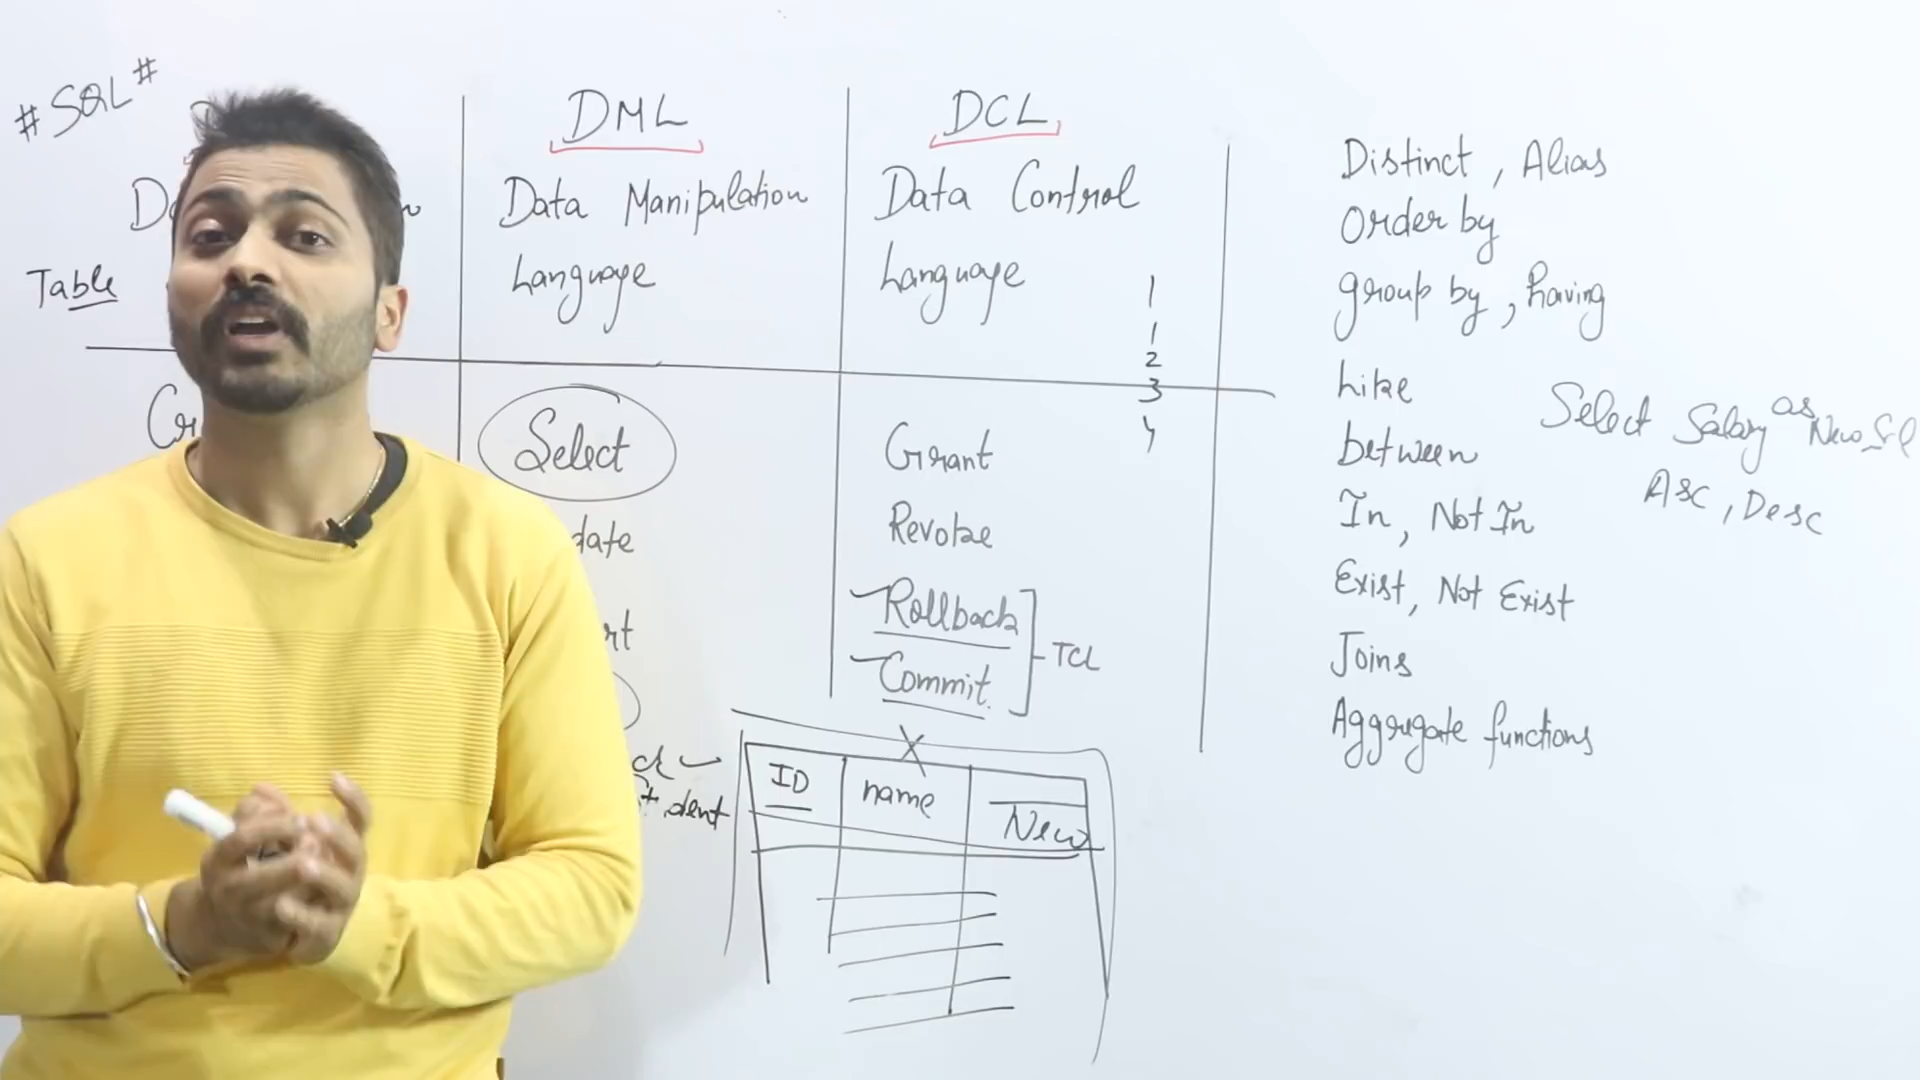 #SQL#
DML
Data Manipulation
Language
Select
DCL
Data Control
Language
Grant
Revoke
Rollback
Commit.
TCL
Table
1
1
2
3
4
ID name New
X
Distinct, Alias
Order by
group by, having
Like
between
In, Not In
Exist, Not Exist
Joins
Aggregate functions
Select Salary as
Asc, Desc